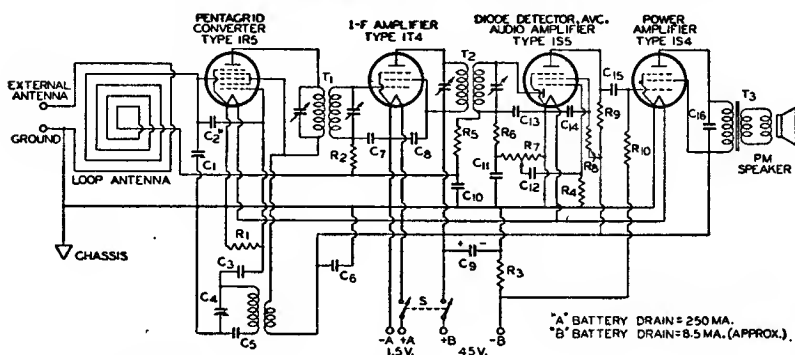 PENTAGRID
CONVERTER
TYPE 1R5
I-F AMPLIFIER
TYPE 1T4
DIODE DETECTOR, AVC.
AUDIO AMPLIFIER
TYPE 1S5
POWER
AMPLIFIER
TYPE 1S4
EXTERNAL
ANTENNA
GROUND
LOOP ANTENNA
CHASSIS
C2*
C1
R1
C3
C4
C5
T1
R2
C7
C8
C6
T2
R5
C10
R6
C11
C13
C14
R7
C12
R4
R8
R9
C15
R10
C16
T3
PM
SPEAKER
C9
+ -
R3
S
-A +A
1.5 V.
+B -B
45 V.
"A" BATTERY DRAIN = 250 MA.
"B" BATTERY DRAIN = 8.5 MA. (APPROX.)